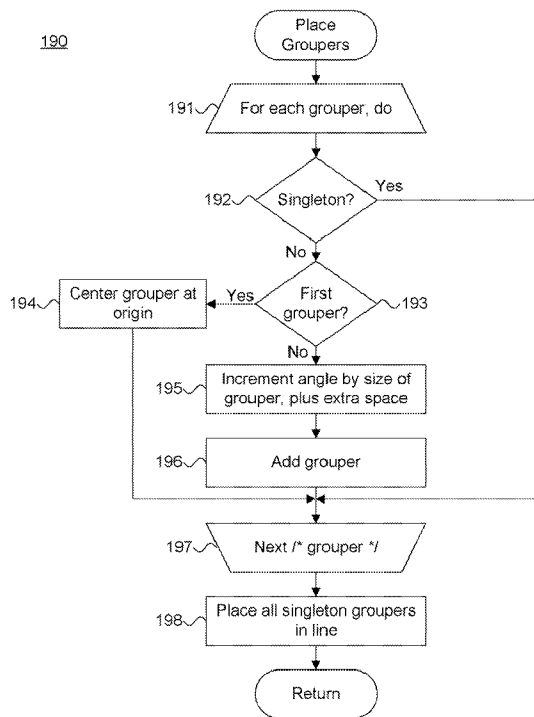 190
Place
Groupers
191
For each grouper, do
192
Singleton?
Yes
No
194
Center grouper at
origin
Yes
First
grouper?
193
No
195
Increment angle by size of
grouper, plus extra space
196
Add grouper
197
Next /* grouper */
198
Place all singleton groupers
in line
Return